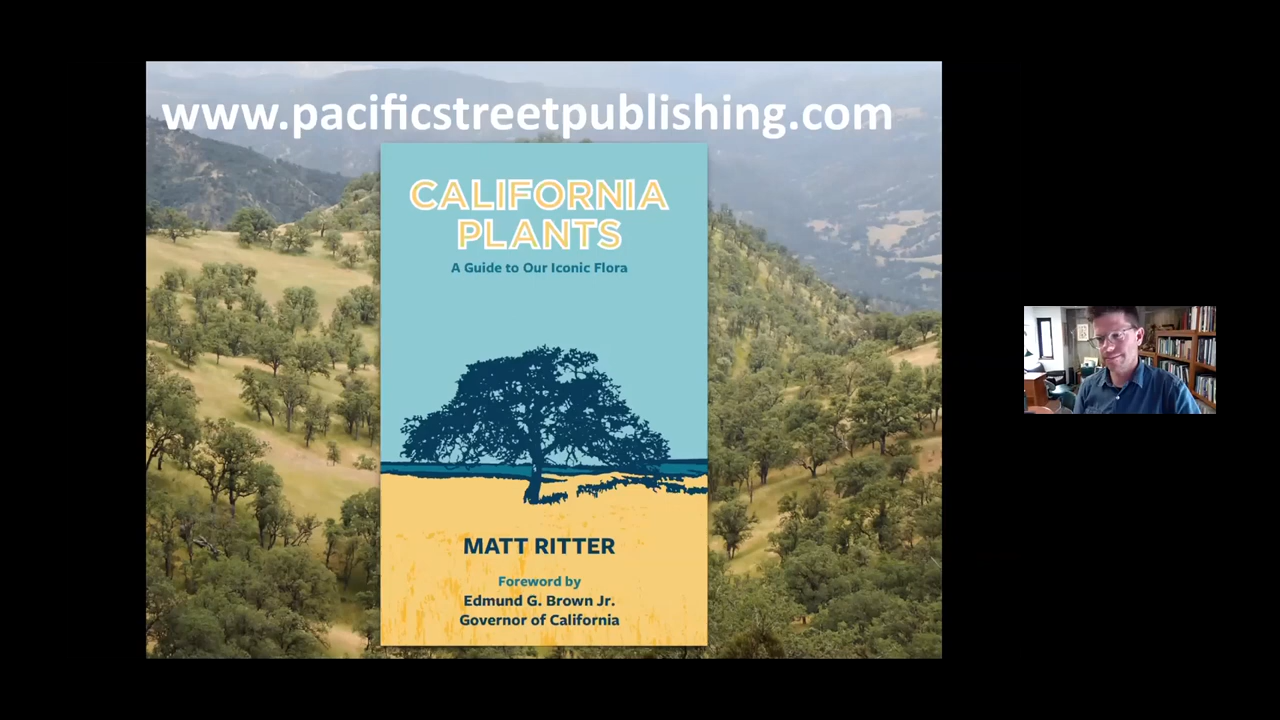 www.pacificstreetpublishing.com
CALIFORNIA
PLANTS
A Guide to Our Iconic Flora
MATT RITTER
Foreword by
Edmund G. Brown Jr.
Governor of California